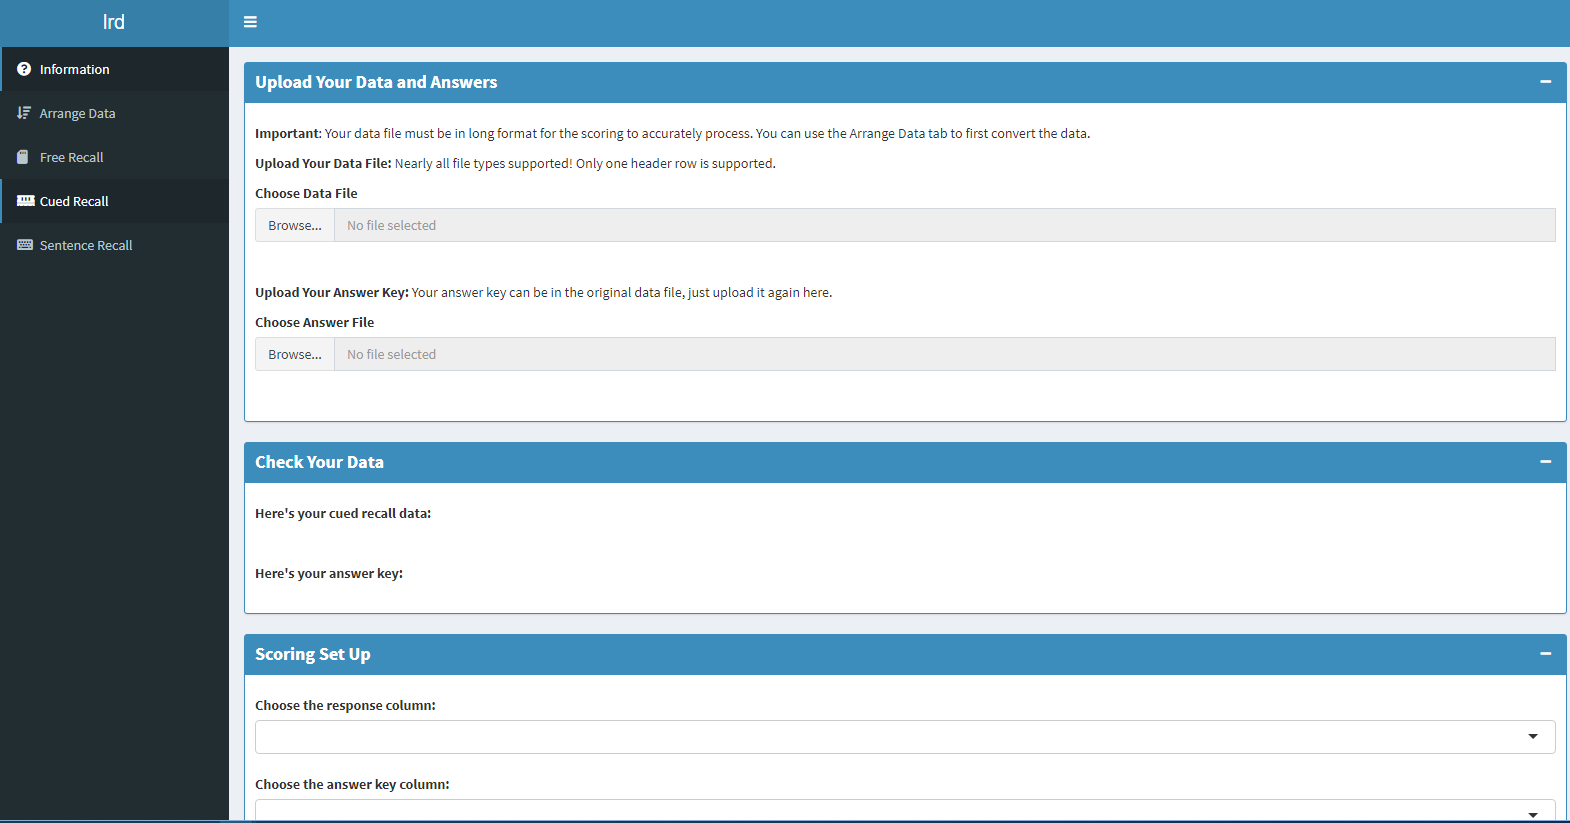 lrd
Information
Arrange Data
Free Recall
Cued Recall
Sentence Recall
Upload Your Data and Answers
Important: Your data file must be in long format for the scoring to accurately process. You can use the Arrange Data tab to first convert the data.
Upload Your Data File: Nearly all file types supported! Only one header row is supported.
Choose Data File
Browse... No file selected
Upload Your Answer Key: Your answer key can be in the original data file, just upload it again here.
Choose Answer File
Browse... No file selected
Check Your Data
Here's your cued recall data:
Here's your answer key:
Scoring Set Up
Choose the response column:
Choose the answer key column: